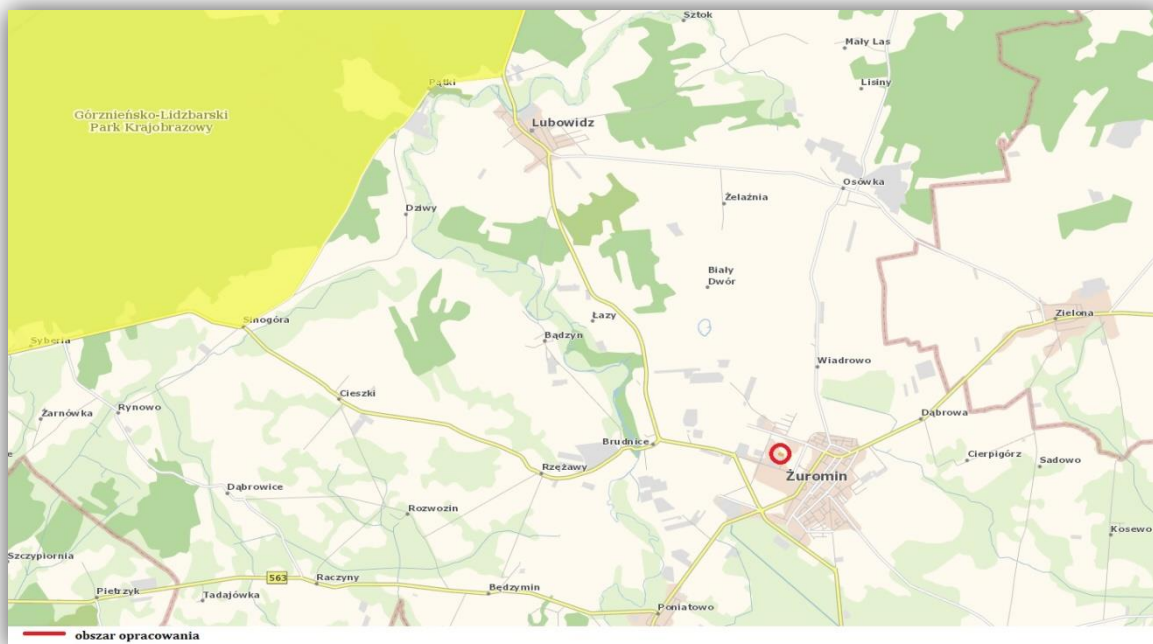 Sztok
Mały Las
Lisiny
Pątki
Górznieńsko-Lidzbarski
Park Krajobrazowy
Lubowidz
Osówka
Żelaźnia
Dziwy
Biały
Dwór
Zielona
Łazy
Sinogóra
Bądzyn
Syberia
Wiadrowo
Cieszki
Rynowo
Żarnówka
Dąbrowa
Brudnice
e
Cierpigórz
Sadowo
Rzężawy
Żuromin
Dąbrowice
Rozwozin
Kosewo
Szczypiornia
563
Raczyny
Pietrzyk
Tadajówka
Będzymin
Poniatowo
obszar opracowania